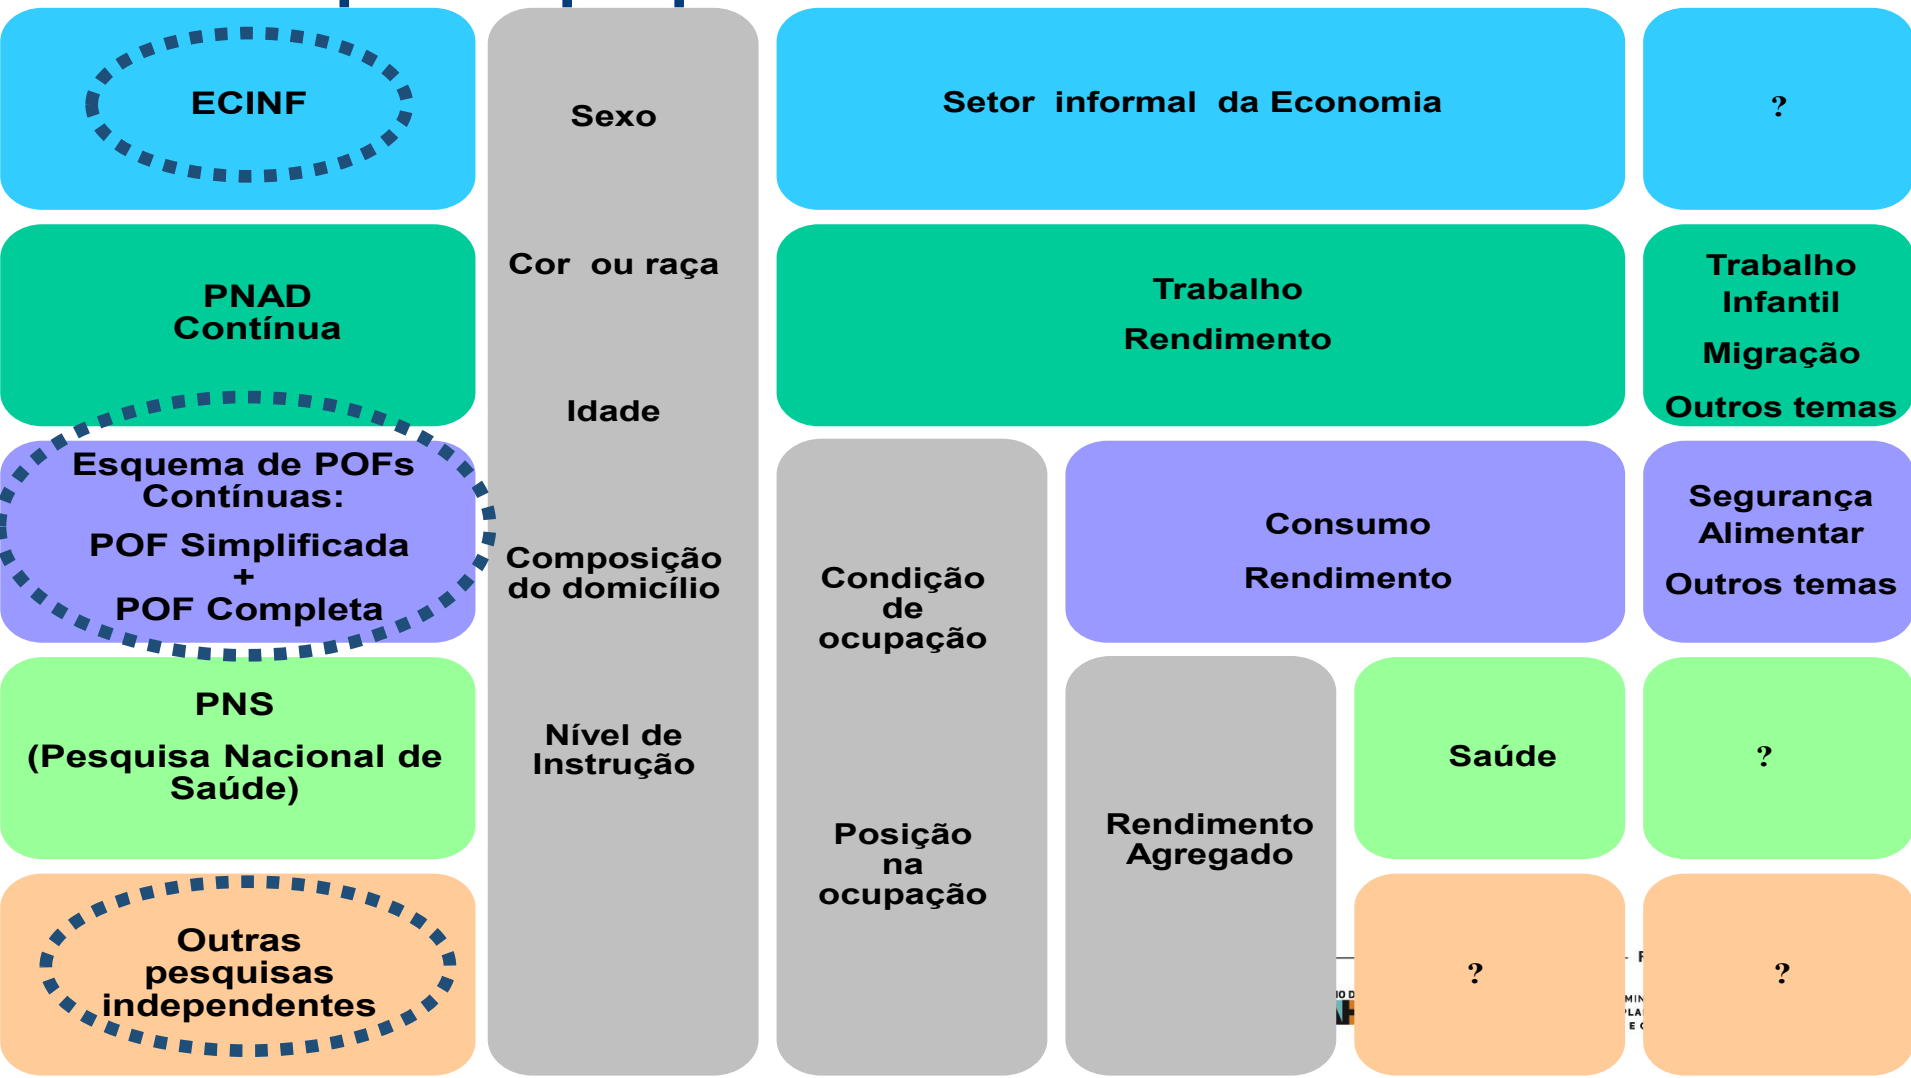 ECINF
Sexo
Setor informal da Economia
?
Cor ou raça
PNAD
Contínua
Trabalho
Rendimento
Trabalho
Infantil
Migração
Outros temas
Idade
Esquema de POFs
Contínuas:
POF Simplificada
+
POF Completa
Composição
do domicílio
Condição
de
ocupação
Consumo
Rendimento
Segurança
Alimentar
Outros temas
PNS
(Pesquisa Nacional de
Saúde)
Nível de
Instrução
Posição
na
ocupação
Rendimento
Agregado
Saúde
?
Outras
pesquisas
independentes
?
?